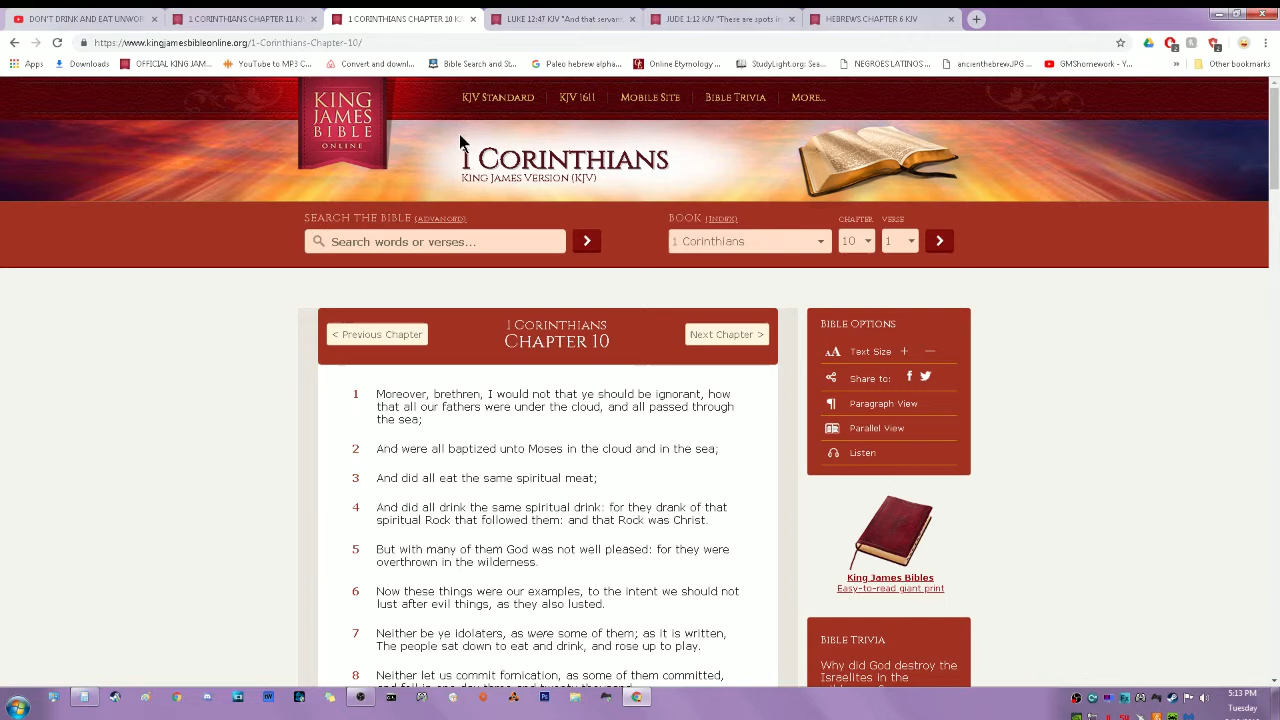 DON'T DRINK AND EAT UNWOR
1 CORINTHIANS CHAPTER 11 KJ
1 CORINTHIANS CHAPTER 10 K
JUDE 1:12 KJV "These are spots in
HEBREWS CHAPTER 6 KJV
https://www.kingjamesbibleonline.org/1-Corinthians-Chapter-10/
Apps
Downloads
OFFICIAL KING JAM...
YouTube to MP3 C...
Convert and downl...
Bible Search and S...
Paleo hebrew alpha...
Online Etymology...
StudyLight.org: Sea...
NEGROES LATINOS ...
ancienthebrewJPG ...
GMShomework - Y...
»
Other bookmarks
KING
JAMES
BIBLE
ONLINE
KJV STANDARD
KJV 1611
MOBILE SITE
BIBLE TRIVIA
MORE...
1 CORINTHIANS
KING JAMES VERSION (KJV)
SEARCH THE BIBLE (ADVANCED)
BOOK (INDEX)
CHAPTER
VERSE
Search words or verses...
1 Corinthians
10
1
< Previous Chapter
1 CORINTHIANS
CHAPTER 10
Next Chapter >
1 Moreover, brethren, I would not that ye should be ignorant, how
that all our fathers were under the cloud, and all passed through
the sea;
2 And were all baptized unto Moses in the cloud and in the sea;
3 And did all eat the same spiritual meat;
4 And did all drink the same spiritual drink: for they drank of that
spiritual Rock that followed them: and that Rock was Christ.
5 But with many of them God was not well pleased: for they were
overthrown in the wilderness.
6 Now these things were our examples, to the intent we should not
lust after evil things, as they also lusted.
7 Neither be ye idolaters, as were some of them; as it is written,
The people sat down to eat and drink, and rose up to play.
8 Neither let us commit fornication, as some of them committed,
BIBLE OPTIONS
Text Size + —
Share to:
Paragraph View
Parallel View
Listen
King James Bibles
Easy-to-read giant print
BIBLE TRIVIA
Why did God destroy the
Israelites in the
5:13 PM
Tuesday